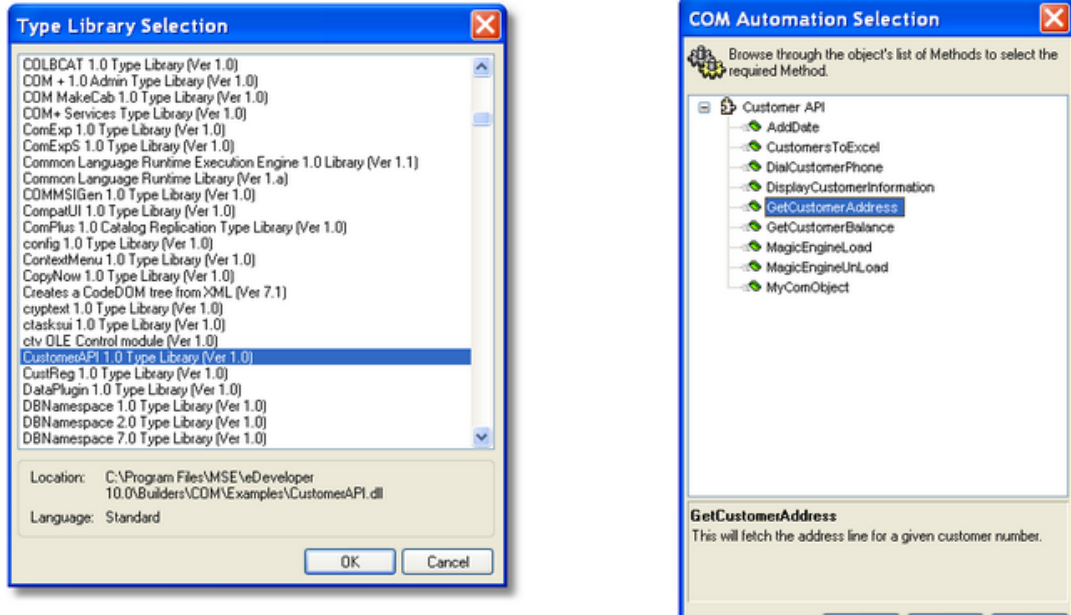 Type Library Selection
COLBCAT 1.0 Type Library (Ver 1.0)
COM + 1.0 Admin Type Library (Ver 1.0)
COM MakeCab 1.0 Type Library (Ver 1.0)
COM+ Services Type Library (Ver 1.0)
ComExp 1.0 Type Library (Ver 1.0)
ComExpS 1.0 Type Library (Ver 1.0)
Common Language Runtime Execution Engine 1.0 Library (Ver 1.1)
Common Language Runtime Library (Ver 1.a)
COMMSIGen 1.0 Type Library (Ver 1.0)
CompatUI 1.0 Type Library (Ver 1.0)
ComPlus 1.0 Catalog Replication Type Library (Ver 1.0)
config 1.0 Type Library (Ver 1.0)
ContextMenu 1.0 Type Library (Ver 1.0)
CopyNow 1.0 Type Library (Ver 1.0)
Creates a CodeDOM tree from XML (Ver 7.1)
cryptext 1.0 Type Library (Ver 1.0)
ctasksui 1.0 Type Library (Ver 1.0)
ctv OLE Control module (Ver 1.0)
CustomerAPI 1.0 Type Library (Ver 1.0)
CustReg 1.0 Type Library (Ver 1.0)
DataPlugin 1.0 Type Library (Ver 1.0)
DBNamespace 1.0 Type Library (Ver 1.0)
DBNamespace 2.0 Type Library (Ver 1.0)
DBNamespace 7.0 Type Library (Ver 1.0)
Location: C:\Program Files\MSE\eDeveloper
10.0\Builders\COM\Examples\CustomerAPI.dll
Language: Standard
OK Cancel
COM Automation Selection
Browse through the object's list of Methods to select the
required Method.
Customer API
AddDate
CustomersToExcel
DialCustomerPhone
DisplayCustomerInformation
GetCustomerAddress
GetCustomerBalance
MagicEngineLoad
MagicEngineUnLoad
MyComObject
GetCustomerAddress
This will fetch the address line for a given customer number.